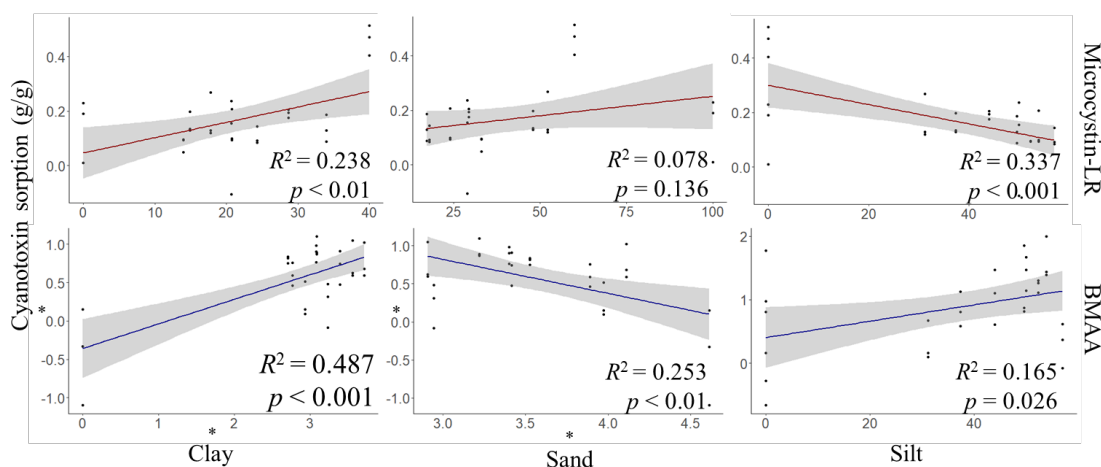 Cyanotoxin sorption (g/g)
0.4
0.2
0.0
R² = 0.238
p < 0.01
0 10 20 30 40
0.4
0.2
0.0
R² = 0.078
p = 0.136
25 50 75 100
0.4
0.2
0.0
R² = 0.337
p < 0.001
0 20 40
Microcystin-LR
1.0
0.5
0.0
-0.5
-1.0
*
R² = 0.487
p < 0.001
0 2 3
*
Clay
1.0
0.5
0.0
-0.5
-1.0
*
R² = 0.253
p < 0.01
3.0 3.5 4.0 4.5
*
Sand
2
1
0
R² = 0.165
p = 0.026
0 20 40
Silt
BMAA